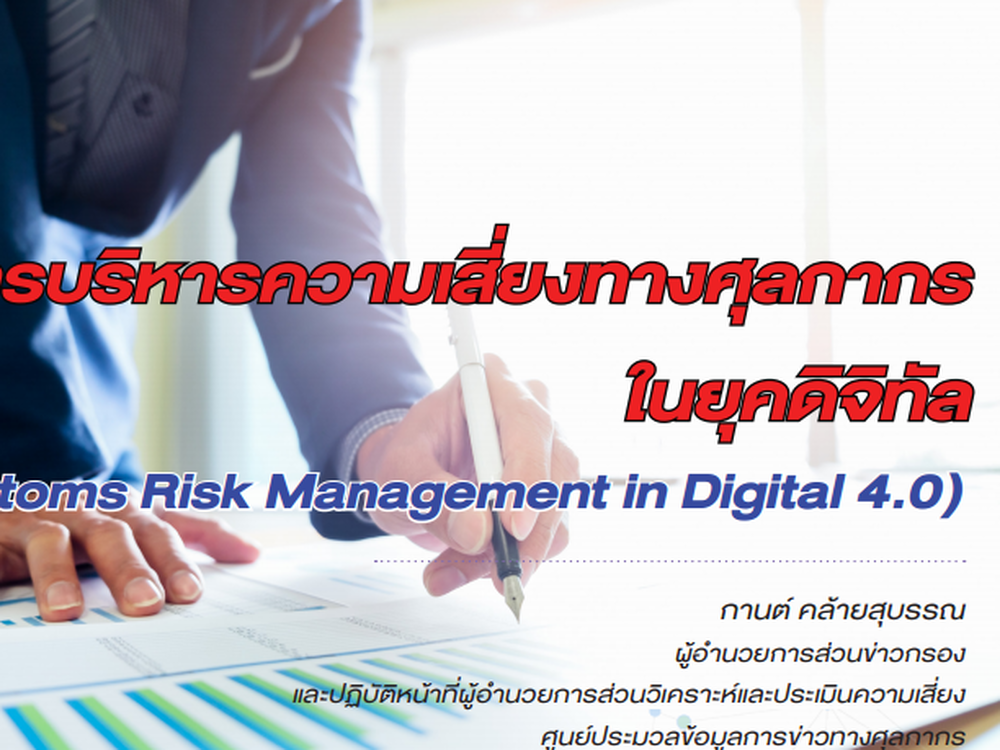 รบริหารความเสี่ยงทางศุลกากร
ในยุคดิจิทัล
toms Risk Management in Digital 4.0)
กานต์ คล้ายสุบรรณ
ผู้อำนวยการส่วนข่าวกรอง
และปฏิบัติหน้าที่ผู้อำนวยการส่วนวิเคราะห์และประเมินความเสี่ยง
ศูนย์ประมวลข้อมูลการข่าวทางศุลกากร